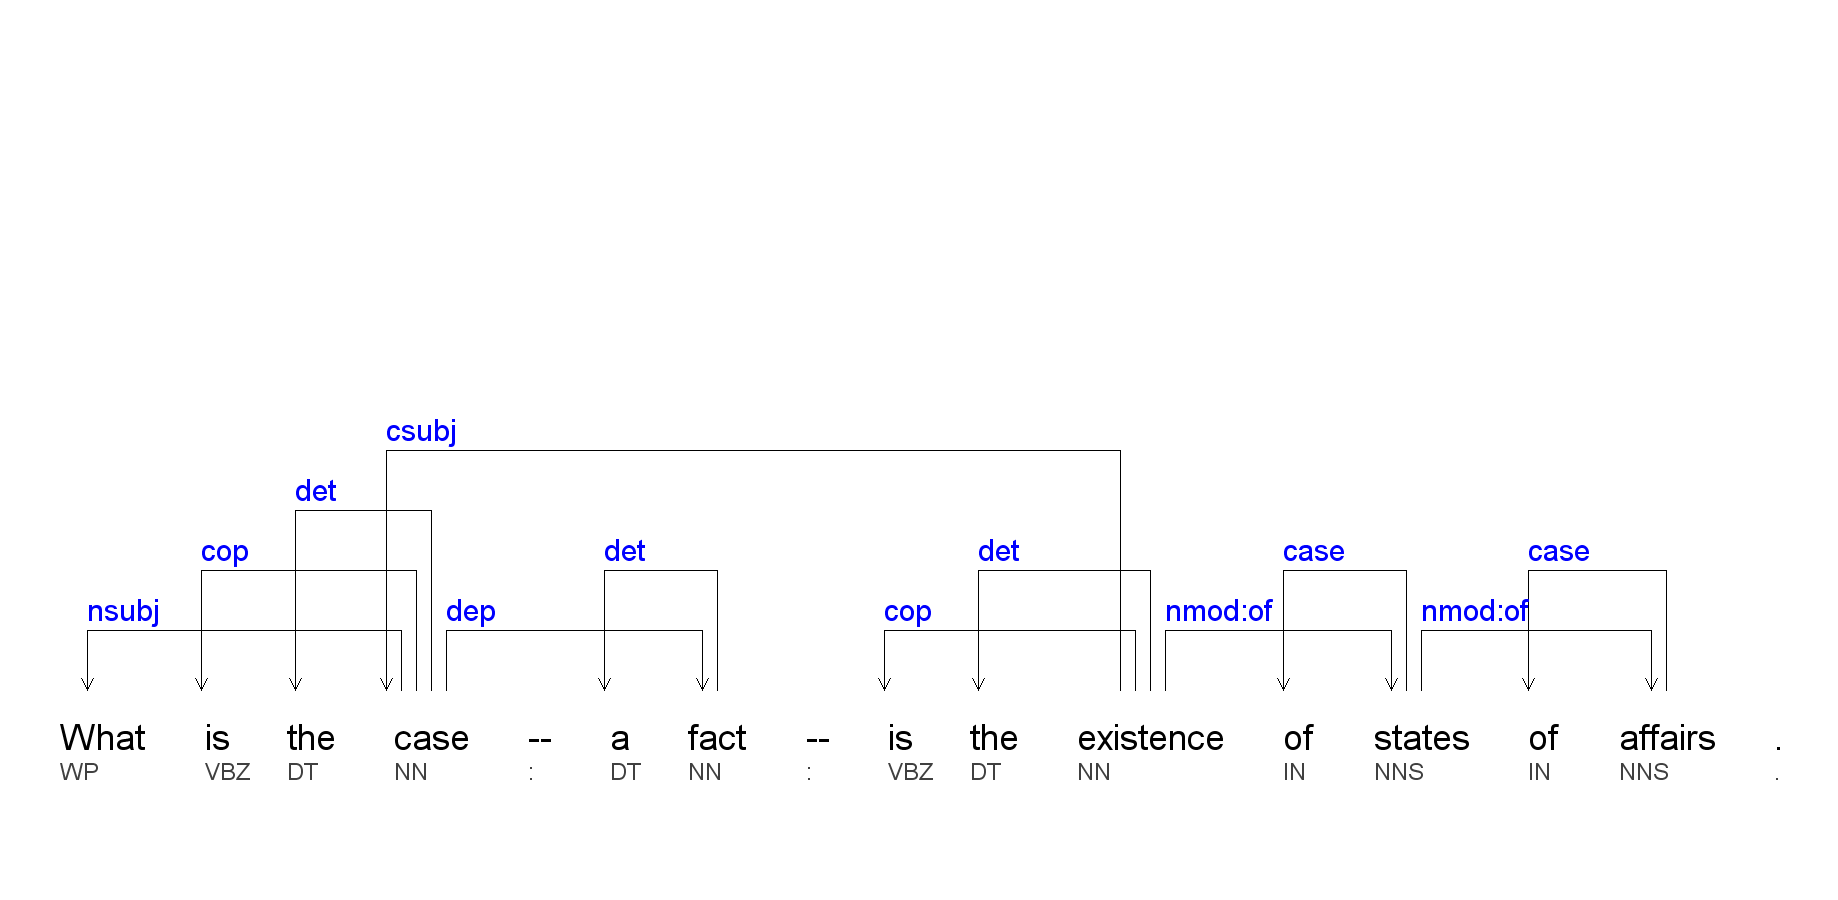 csubj
det
cop det det case case
nsubj dep cop nmod:of nmod:of
What is the case -- a fact -- is the existence of states of affairs .
WP VBZ DT NN : DT NN : VBZ DT NN IN NNS IN NNS .